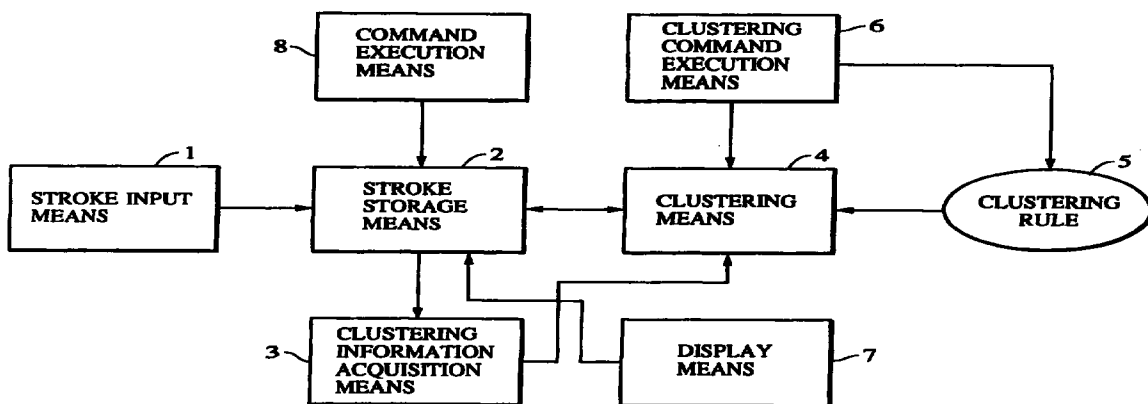 8
COMMAND
EXECUTION
MEANS
CLUSTERING
COMMAND
EXECUTION
MEANS
6
1
STROKE INPUT
MEANS
2
STROKE
STORAGE
MEANS
4
CLUSTERING
MEANS
5
CLUSTERING
RULE
3
CLUSTERING
INFORMATION
ACQUISITION
MEANS
DISPLAY
MEANS
7